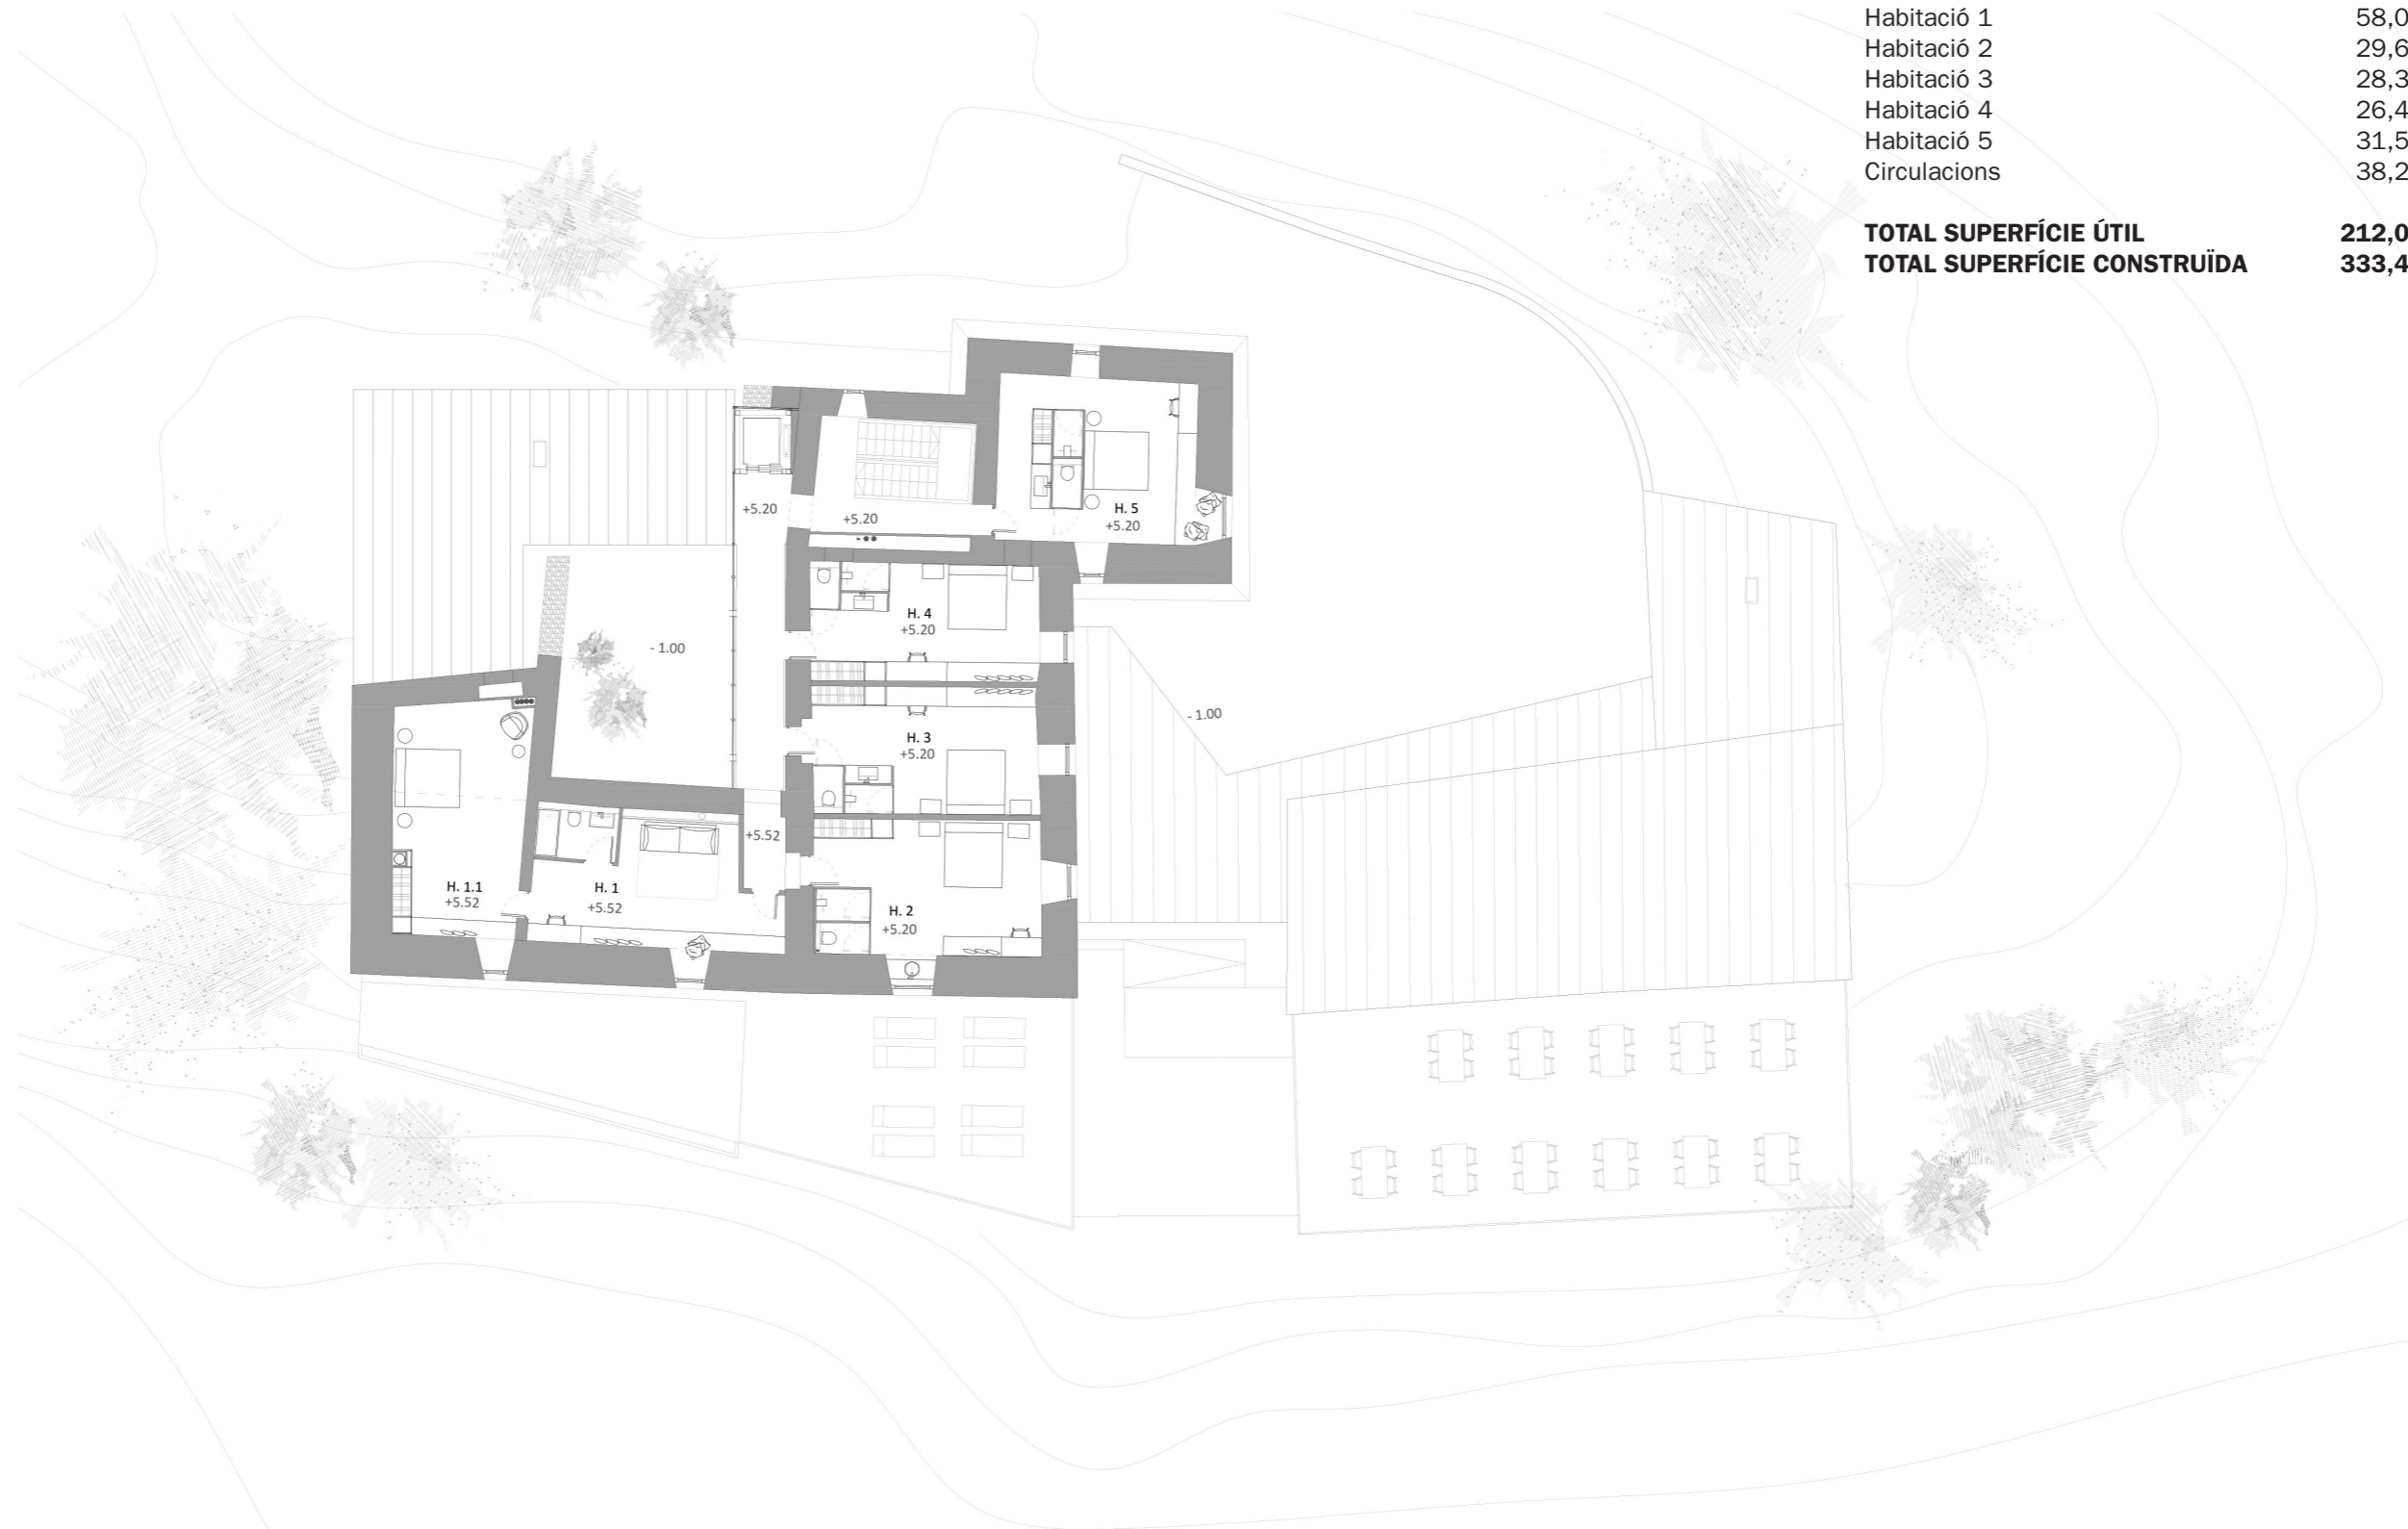 Habitació 1 58,0
Habitació 2 29,6
Habitació 3 28,3
Habitació 4 26,4
Habitació 5 31,5
Circulacions 38,2
TOTAL SUPERFÍCIE ÚTIL 212,0
TOTAL SUPERFÍCIE CONSTRUÏDA 333,4
+5.20
+5.20
H. 5
+5.20
H. 4
+5.20
- 1.00
- 1.00
H. 3
+5.20
+5.52
H. 1.1
+5.52
H. 1
+5.52
H. 2
+5.20